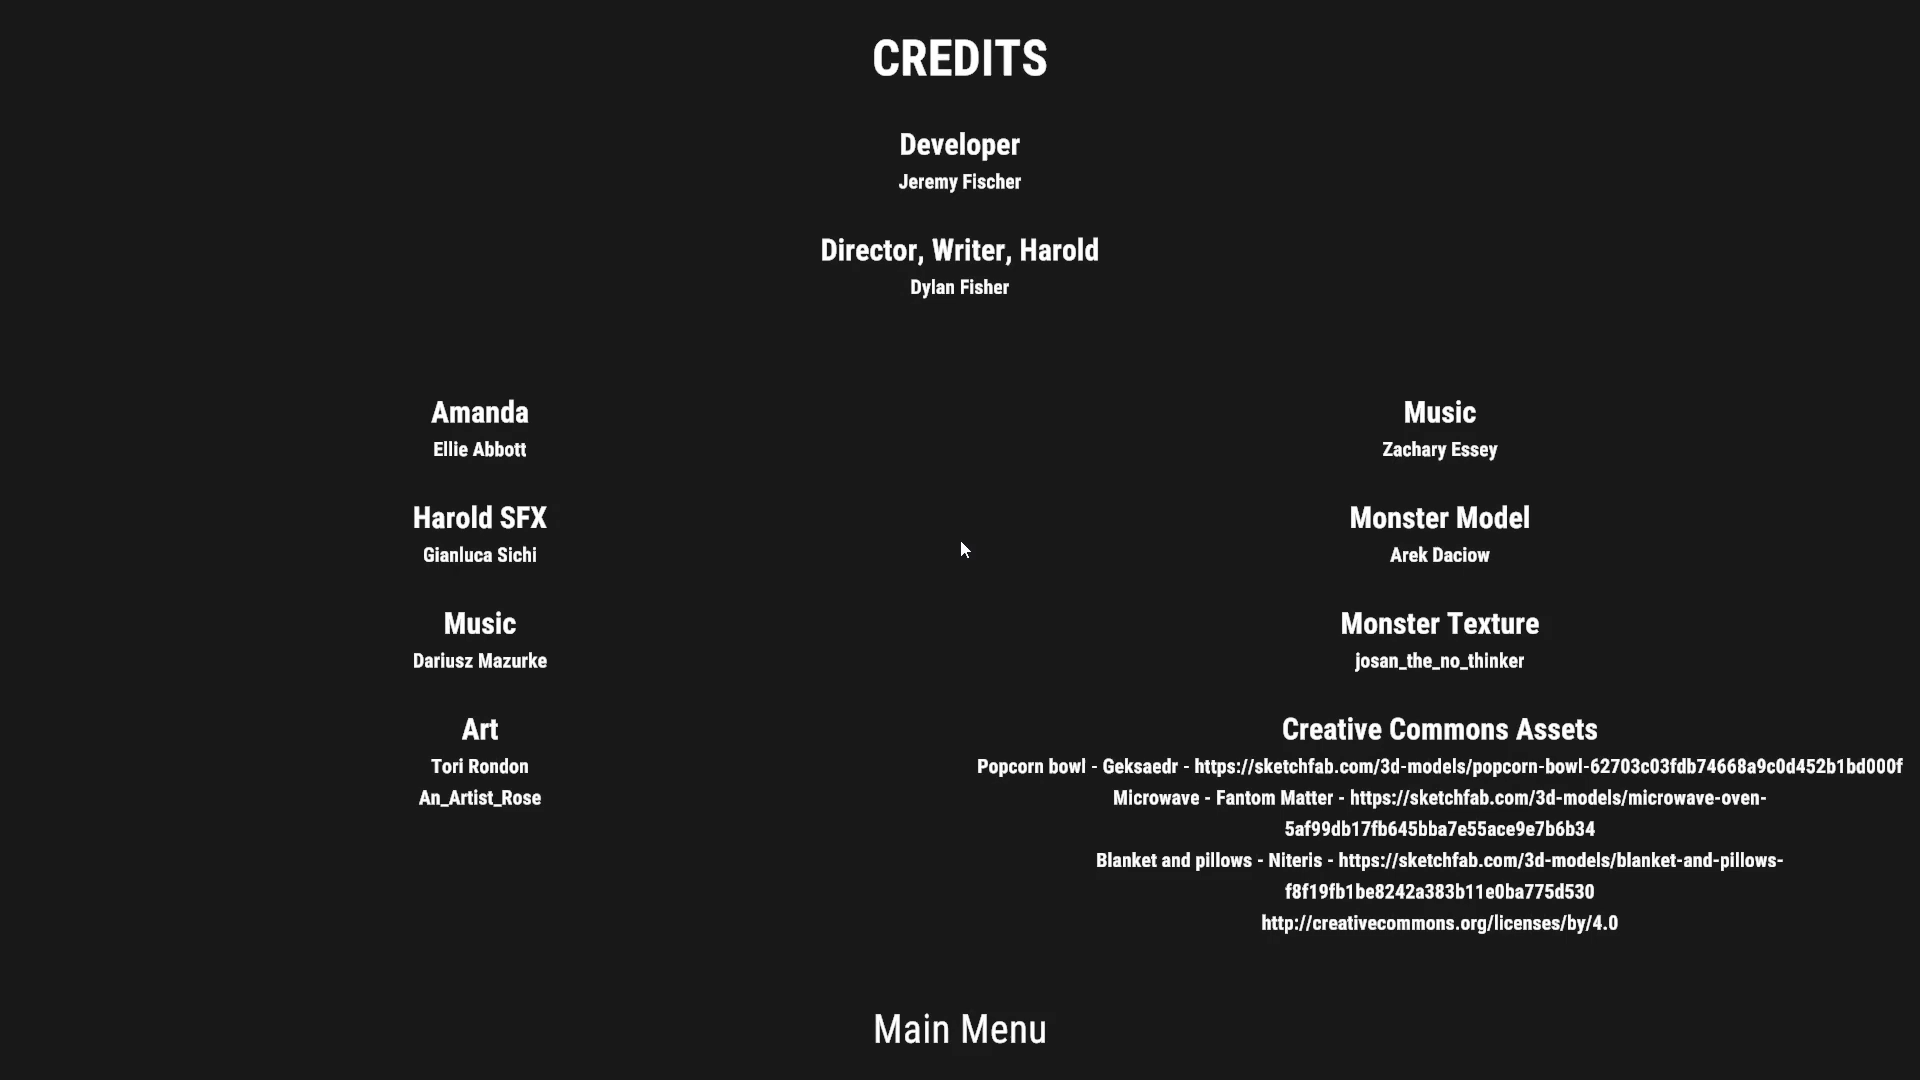 CREDITS
Developer
Jeremy Fischer
Director, Writer, Harold
Dylan Fisher
Amanda
Ellie Abbott
Harold SFX
Gianluca Sichi
Music
Dariusz Mazurke
Art
Tori Rondon
An_Artist_Rose
Music
Zachary Essey
Monster Model
Arek Daciow
Monster Texture
josan_the_no_thinker
Creative Commons Assets
Popcorn bowl - Geksaedr - https://sketchfab.com/3d-models/popcorn-bowl-62703c03fdb74668a9c0d452b1bd000f
Microwave - Fantom Matter - https://sketchfab.com/3d-models/microwave-oven-
5af99db17fb645bba7e55ace9e7b6b34
Blanket and pillows - Niteris - https://sketchfab.com/3d-models/blanket-and-pillows-
f8f19fb1be8242a383b11e0ba775d530
http://creativecommons.org/licenses/by/4.0
Main Menu